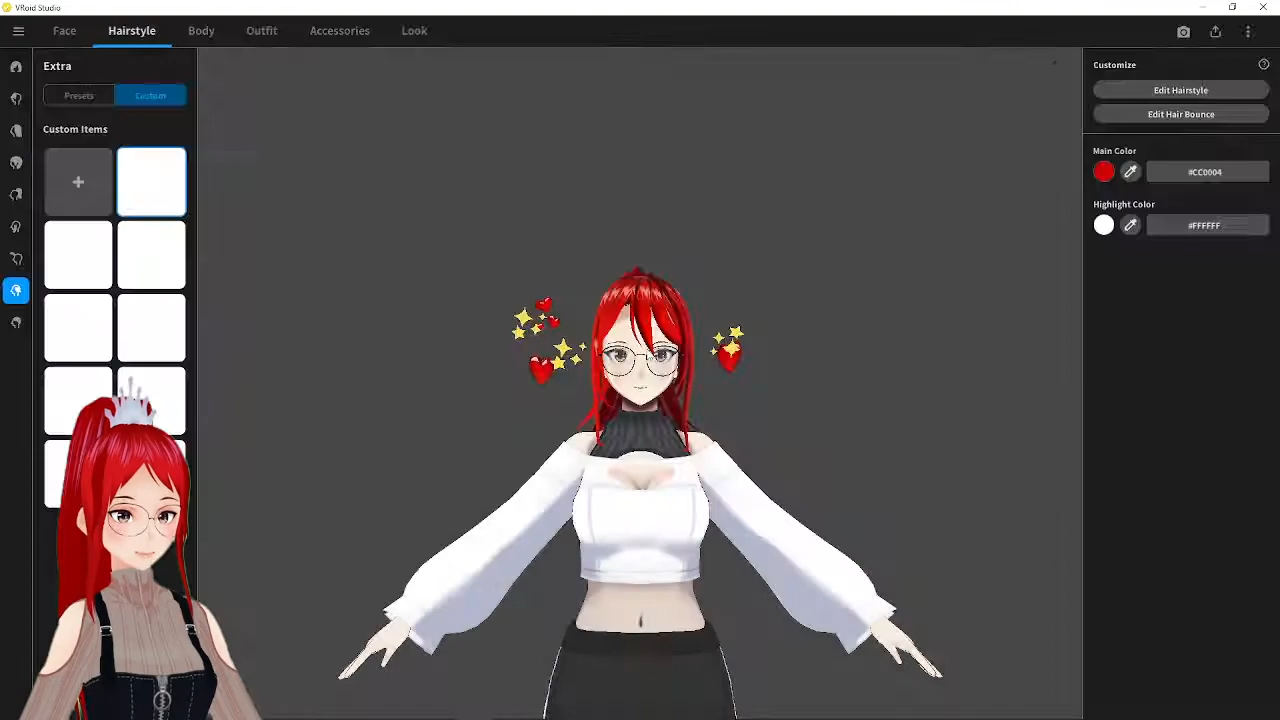 VRoid Studio
Face
Hairstyle
Body
Outfit
Accessories
Look
Extra
Presets
Custom
Custom Items
Customize
Edit Hairstyle
Edit Hair Bounce
Main Color
#CC0004
Highlight Color
#FFFFFF